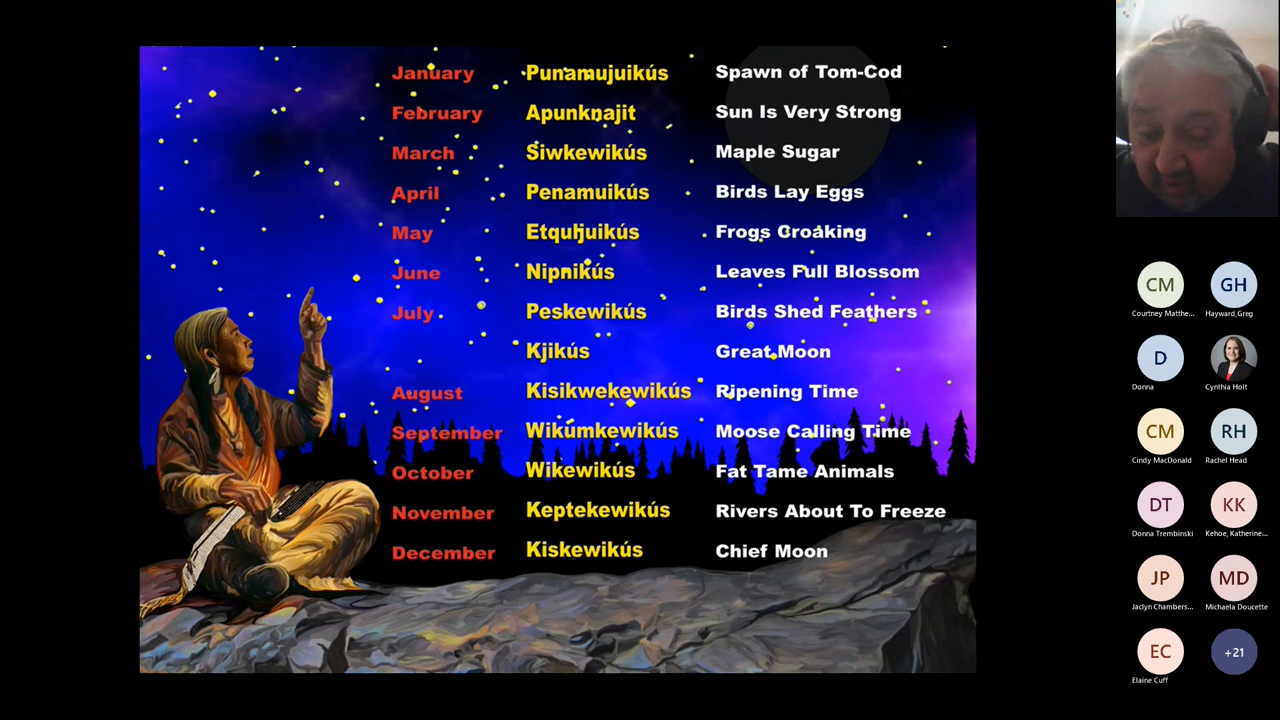 January Punamujuikús Spawn of Tom-Cod
February Apunknajit Sun Is Very Strong
March Siwkewikús Maple Sugar
April Penamuikús Birds Lay Eggs
May Etquljuikús Frogs Croaking
June Nipnikús Leaves Full Blossom
July Peskewikús Birds Shed Feathers
Kjikús Great Moon
August Kisikwekewikús Ripening Time
September Wikumkewikús Moose Calling Time
October Wikewikús Fat Tame Animals
November Keptekewikús Rivers About To Freeze
December Kiskewikús Chief Moon
CM GH
Courtney Matthe... Hayward,Greg
D
Donna Cynthia Holt
CM RH
Cindy MacDonald Rachel Head
DT KK
Donna Trembinski Kehoe, Katherine...
JP MD
Jaclyn Chambers... Michaela Doucette
EC +21
Elaine Cuff